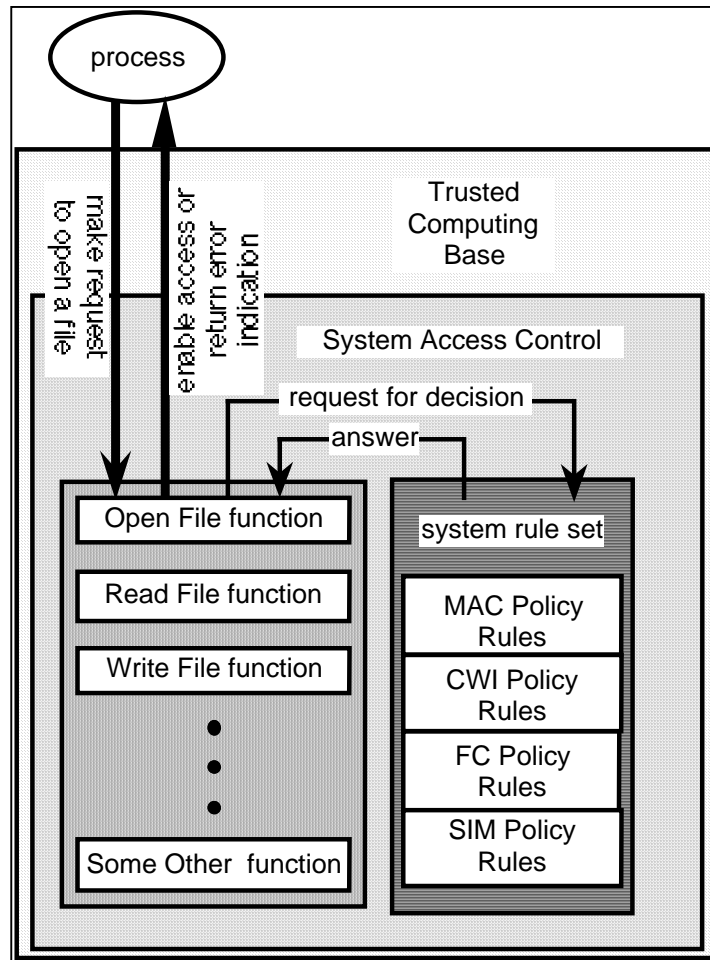 process
make request
to open a file
enable access or
return error
indication
Trusted
Computing
Base
System Access Control
request for decision
answer
Open File function
Read File function
Write File function
Some Other function
system rule set
MAC Policy
Rules
CWI Policy
Rules
FC Policy
Rules
SIM Policy
Rules